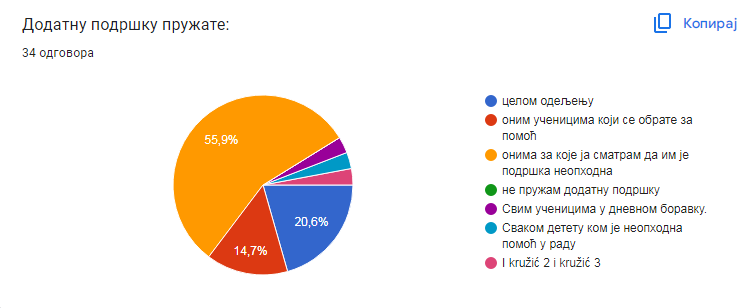 Додатну подршку пружате:
Копирај
34 одговора
55,9%
20,6%
14,7%
целом одељењу
оним ученицима који се обрате за
помоћ
онима за које ја сматрам да им је
подршка неопходна
не пружам додатну подршку
Свим ученицима у дневном боравку.
Сваком детету ком је неопходна
помоћ у раду
I kružić 2 i kružić 3